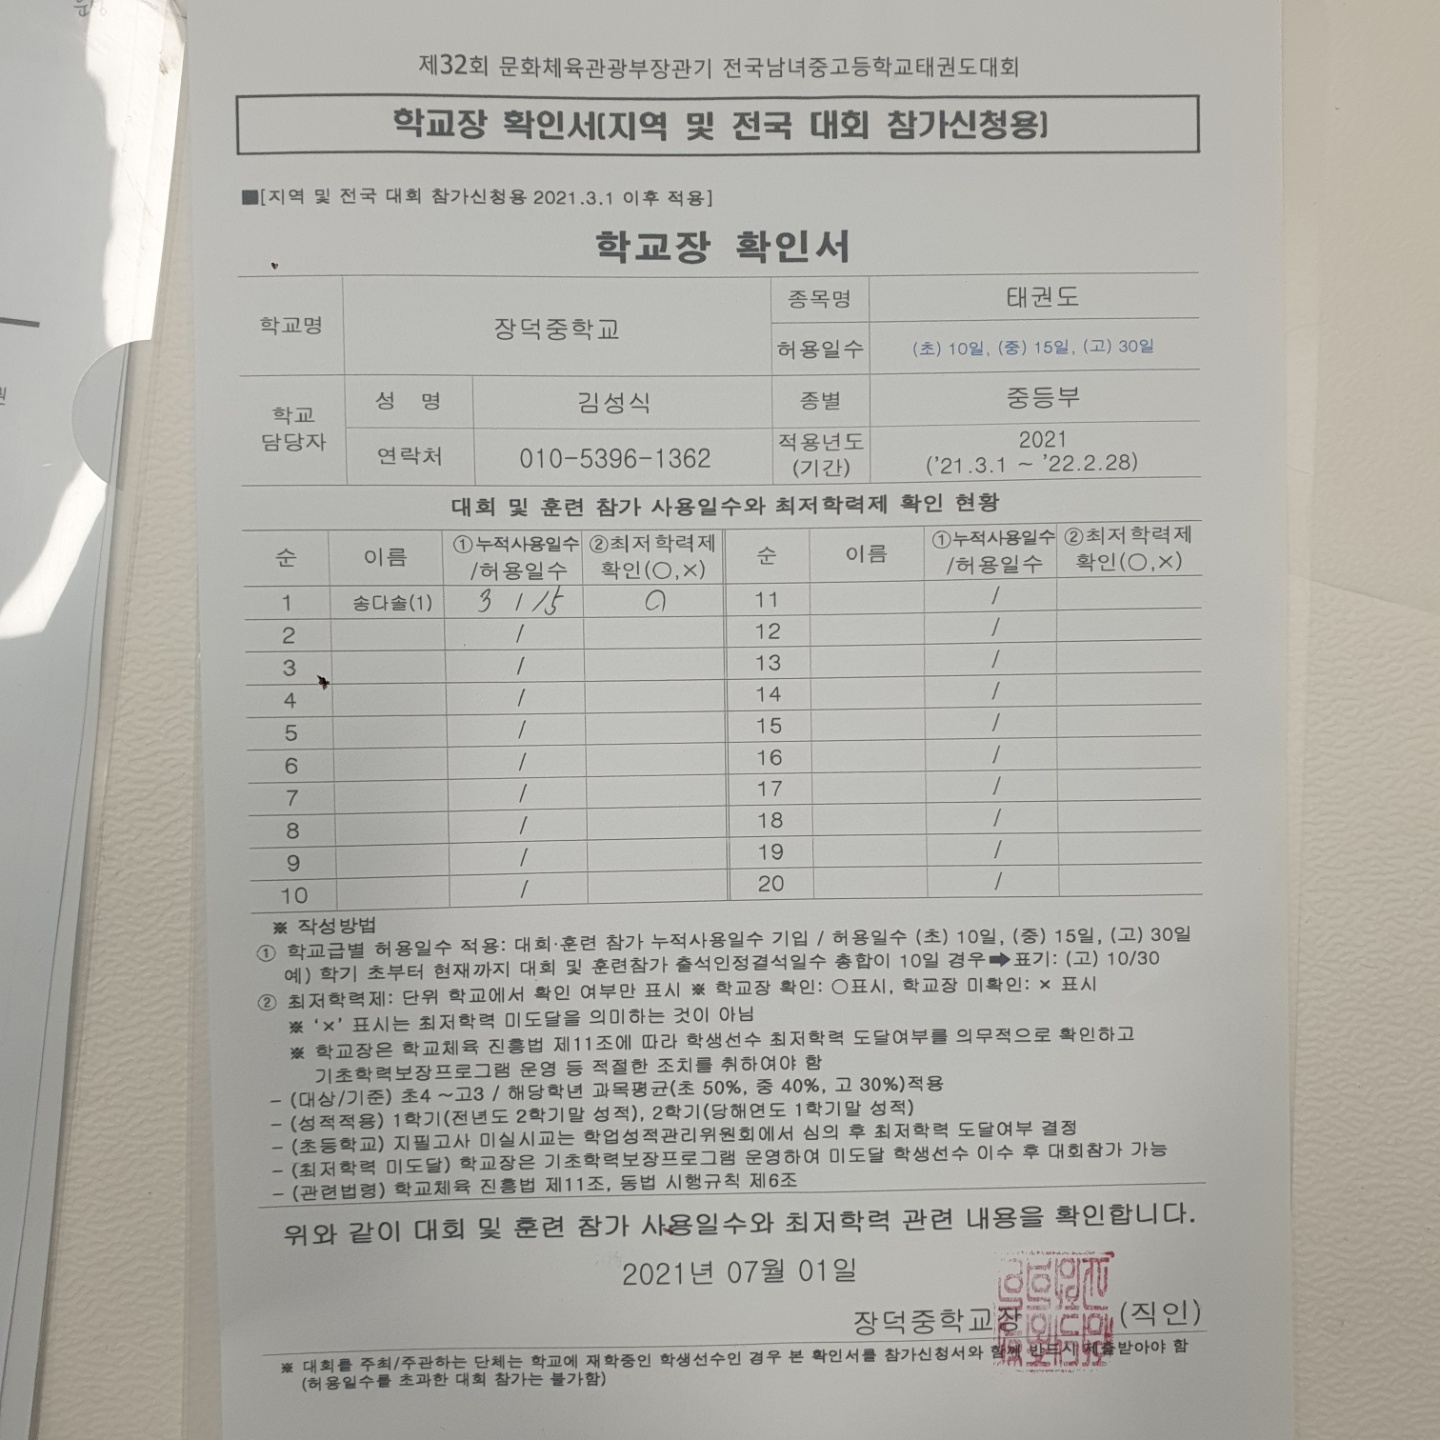 제32회 문화체육관광부장관기 전국남녀중고등학교태권도대회
학교장 확인서(지역 및 전국 대회 참가신청용)
■[지역 및 전국 대회 참가신청용 2021.3.1 이후 적용]
학교장 확인서
학교명 장덕중학교 종목명 태권도
허용일수 (초) 10일, (중) 15일, (고) 30일
학교 담당자 성 명 김성식 종별 중등부
연락처 010-5396-1362 적용년도 (기간) 2021 ('21.3.1 ~ '22.2.28)
대회 및 훈련 참가 사용일수와 최저학력제 확인 현황
순 이름 ①누적사용일수 /허용일수 ②최저학력제 확인(○,×) 순 이름 ①누적사용일수 /허용일수 ②최저학력제 확인(○,×)
1 송다솔(1) 3 / 15 ○ 11 /
2 / 12 /
3 / 13 /
4 / 14 /
5 / 15 /
6 / 16 /
7 / 17 /
8 / 18 /
9 / 19 /
10 / 20 /
※ 작성방법
① 학교급별 허용일수 적용: 대회·훈련 참가 누적사용일수 기입 / 허용일수 (초) 10일, (중) 15일, (고) 30일
예) 학기 초부터 현재까지 대회 및 훈련참가 출석인정결석일수 총합이 10일 경우➡표기: (고) 10/30
② 최저학력제: 단위 학교에서 확인 여부만 표시 ※ 학교장 확인: ○표시, 학교장 미확인: × 표시
※ '×' 표시는 최저학력 미도달을 의미하는 것이 아님
※ 학교장은 학교체육 진흥법 제11조에 따라 학생선수 최저학력 도달여부를 의무적으로 확인하고
기초학력보장프로그램 운영 등 적절한 조치를 취하여야 함
- (대상/기준) 초4 ~고3 / 해당학년 과목평균(초 50%, 중 40%, 고 30%)적용
- (성적적용) 1학기(전년도 2학기말 성적), 2학기(당해연도 1학기말 성적)
- (초등학교) 지필고사 미실시교는 학업성적관리위원회에서 심의 후 최저학력 도달여부 결정
- (최저학력 미도달) 학교장은 기초학력보장프로그램 운영하여 미도달 학생선수 이수 후 대회참가 가능
- (관련법령) 학교체육 진흥법 제11조, 동법 시행규칙 제6조
위와 같이 대회 및 훈련 참가 사용일수와 최저학력 관련 내용을 확인합니다.
2021년 07월 01일
장덕중학교장 (직인)
※ 대회를 주최/주관하는 단체는 학교에 재학중인 학생선수인 경우 본 확인서를 참가신청서와 함께 반드시 제출받아야 함
(허용일수를 초과한 대회 참가는 불가함)